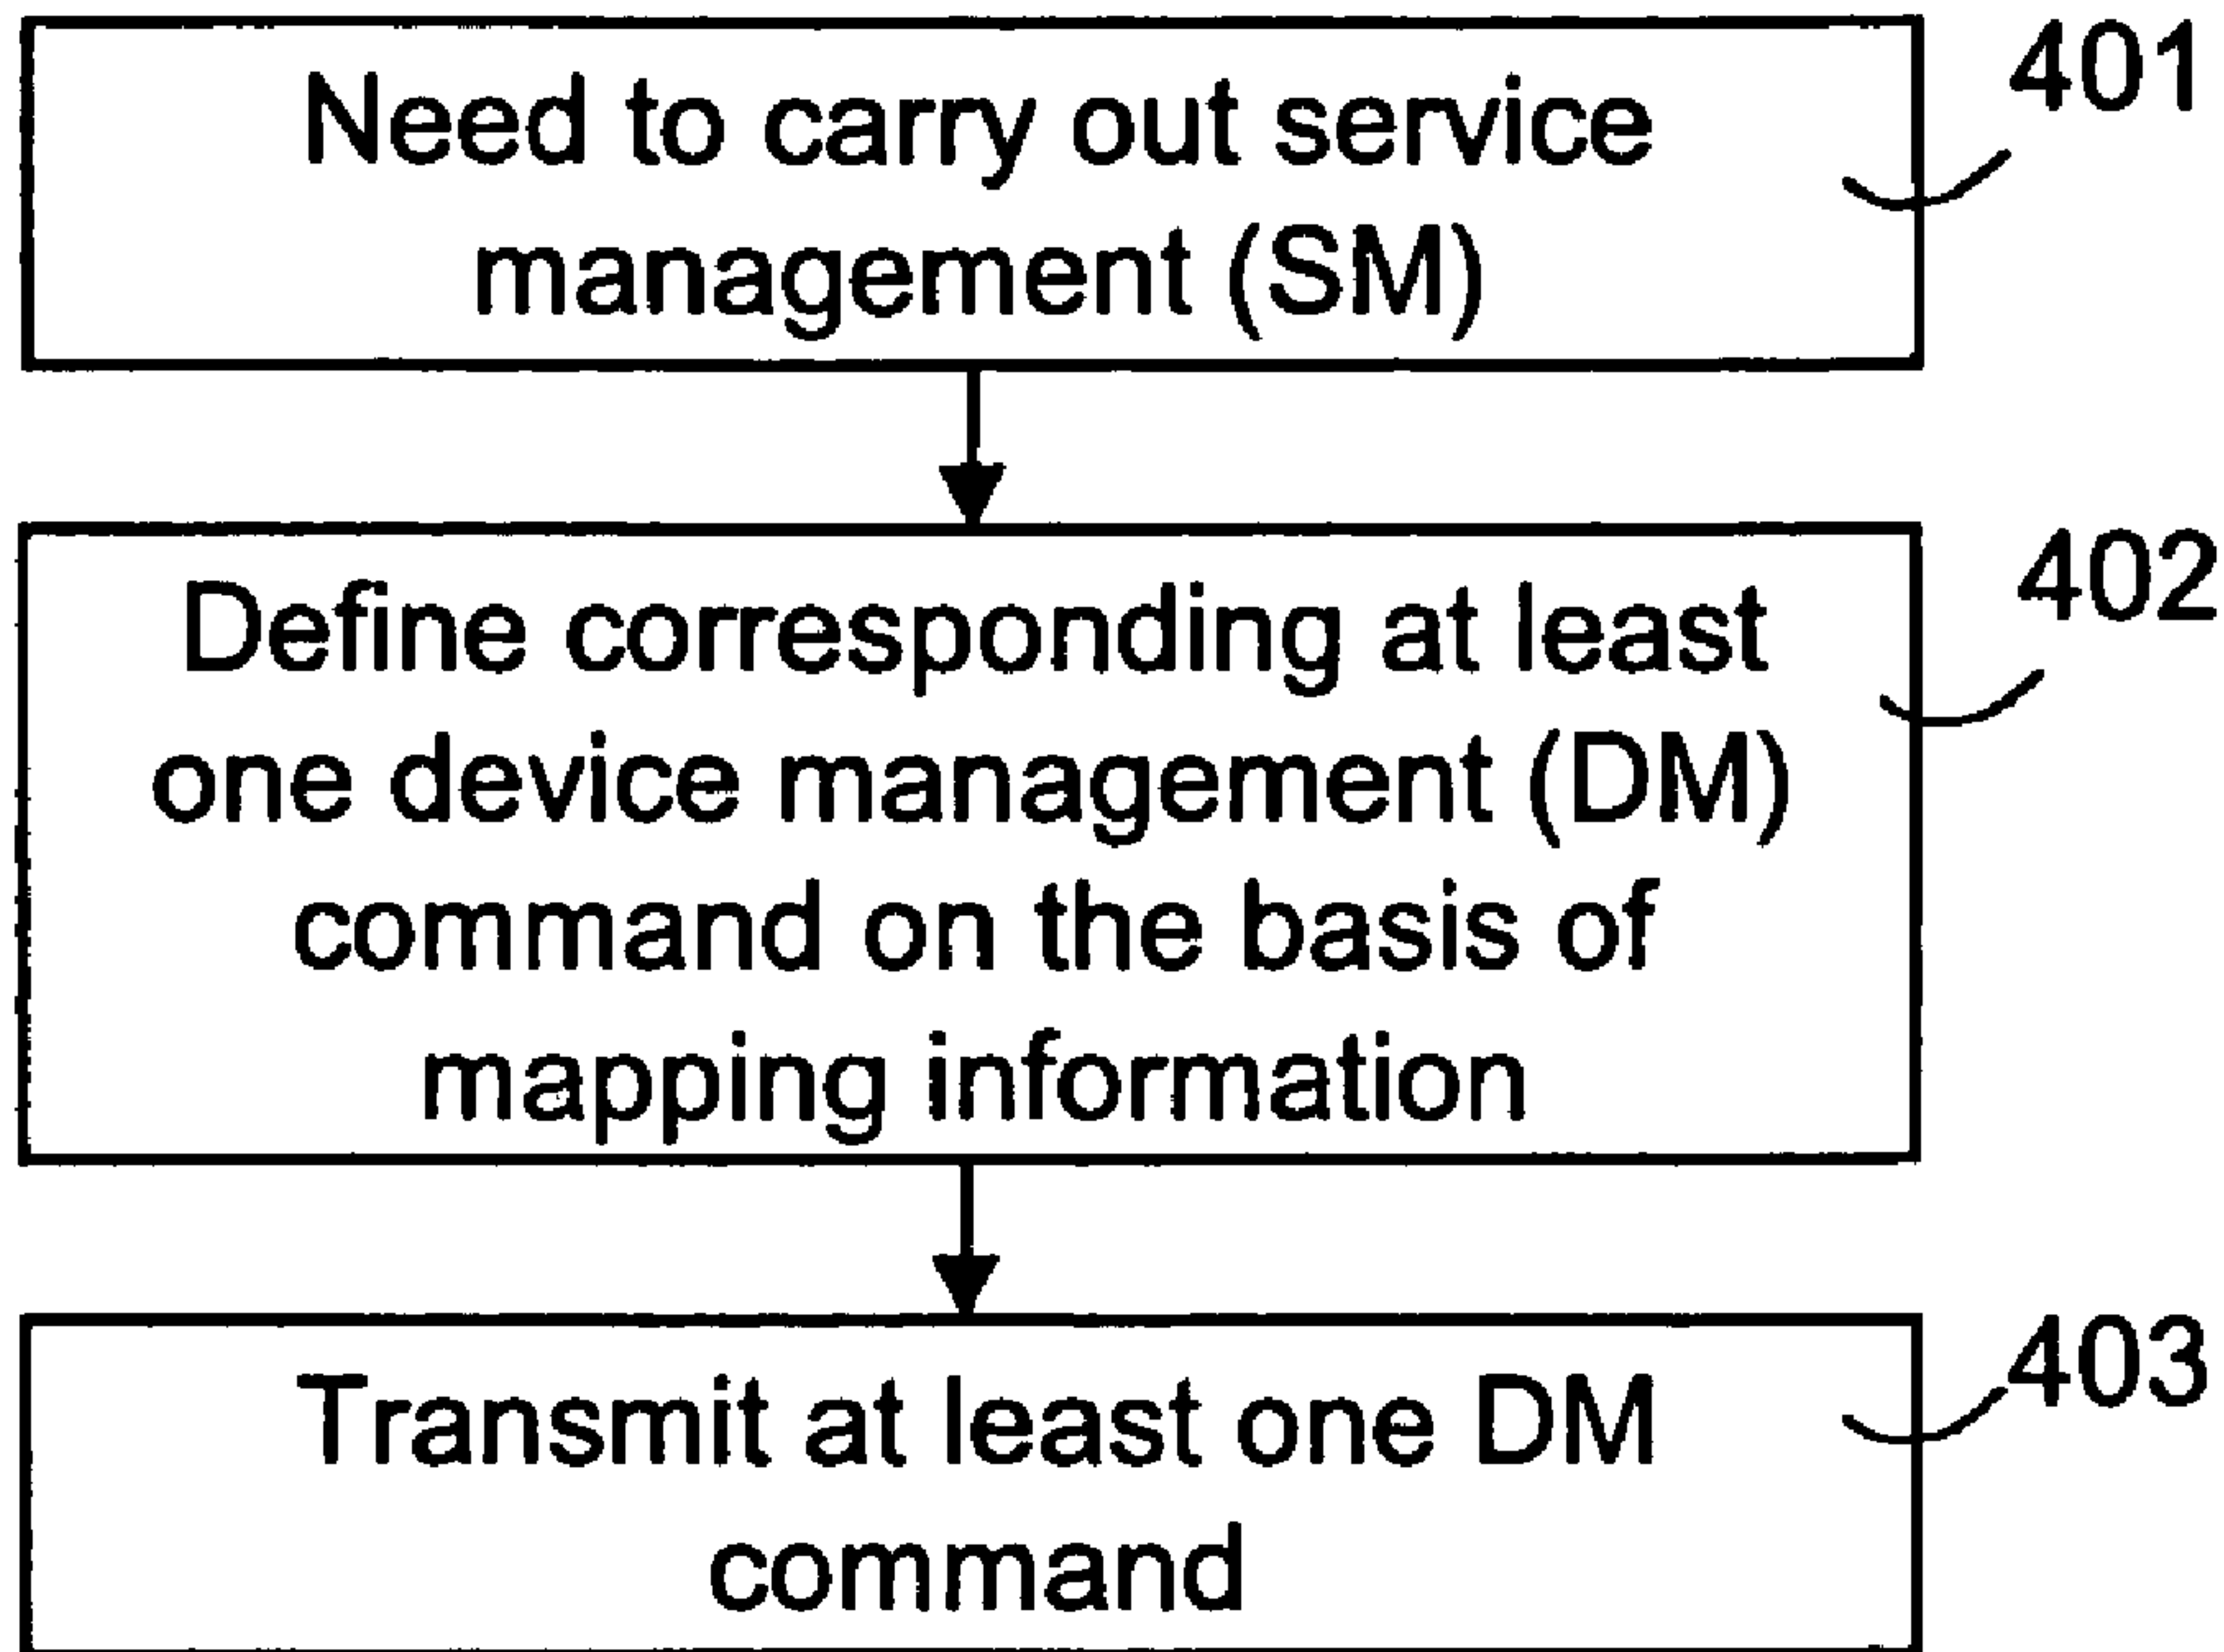 Need to carry out service
management (SM)
401
Define corresponding at least
one device management (DM)
command on the basis of
mapping information
402
Transmit at least one DM
command
403